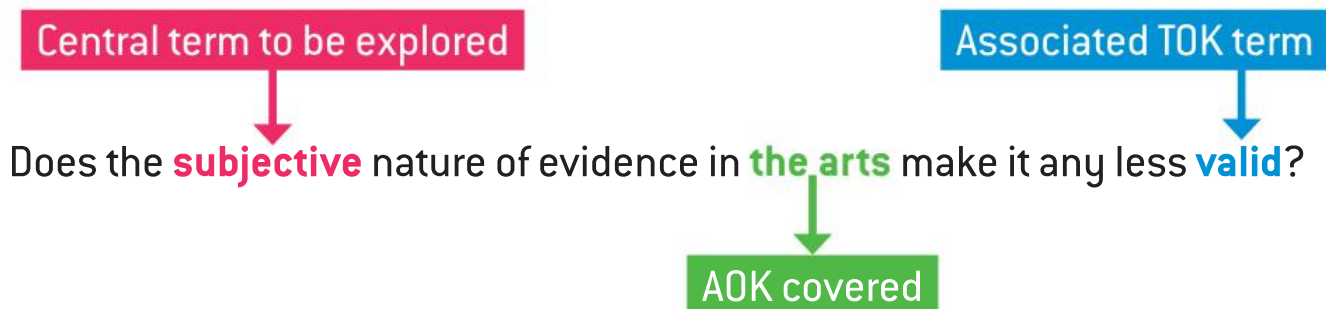 Central term to be explored
Associated TOK term
Does the subjective nature of evidence in the arts make it any less valid?
AOK covered